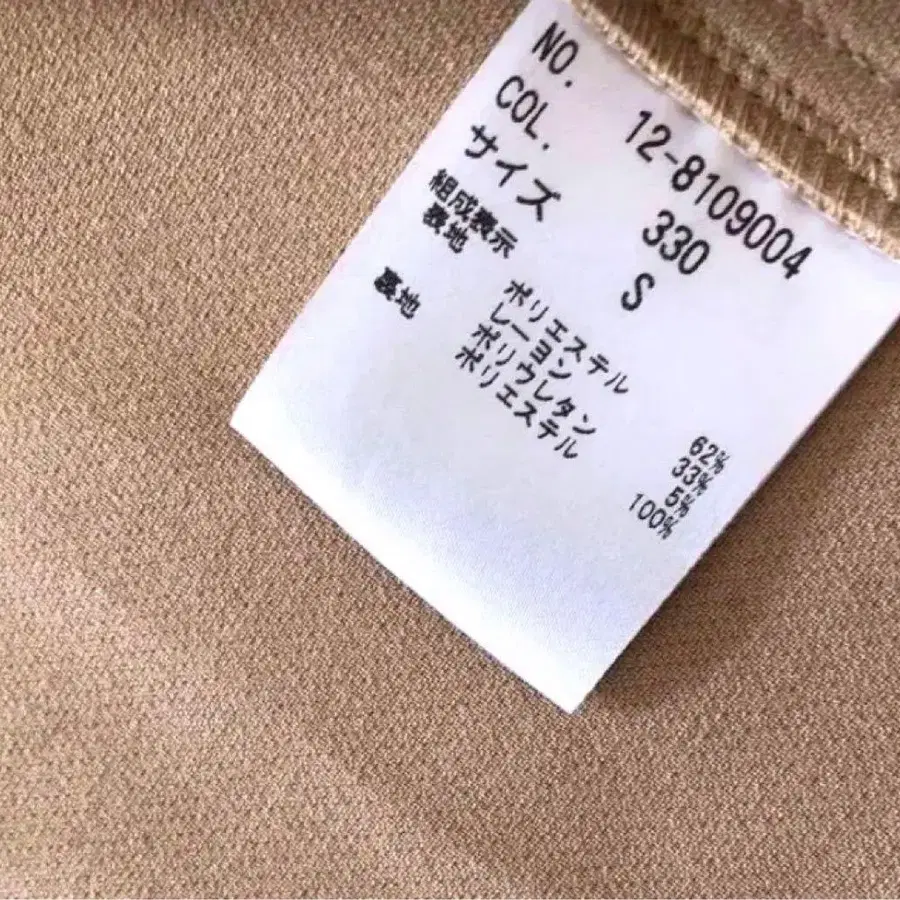 NO. 12-8109004
COL. 330
サイズ S
組成表示
表地 ポリエステル 62%
レーヨン 33%
ポリウレタン 5%
裏地 ポリエステル 100%